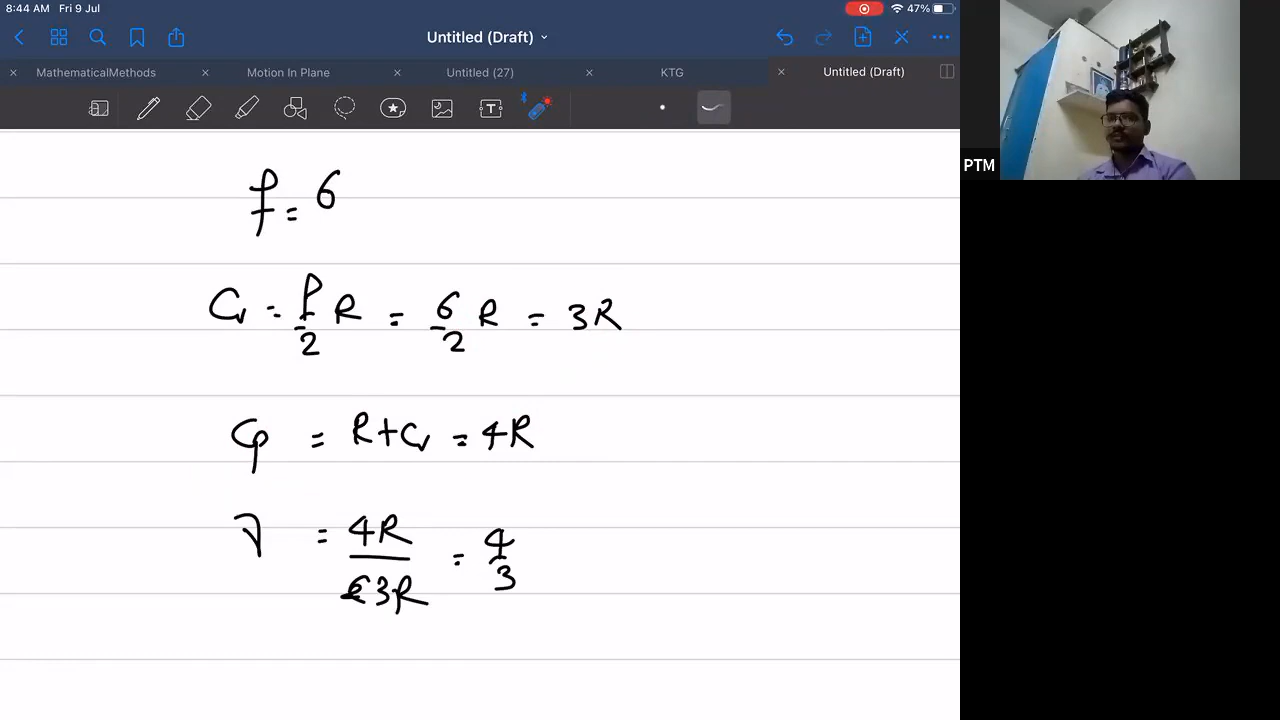 8:44 AM Fri 9 Jul
47%
Untitled (Draft)
MathematicalMethods
Motion In Plane
Untitled (27)
KTG
Untitled (Draft)
T
PTM
f = 6
Cv = f/2 R = 6/2 R = 3R
Cp = R+Cv = 4R
γ = 4R/3R = 4/3